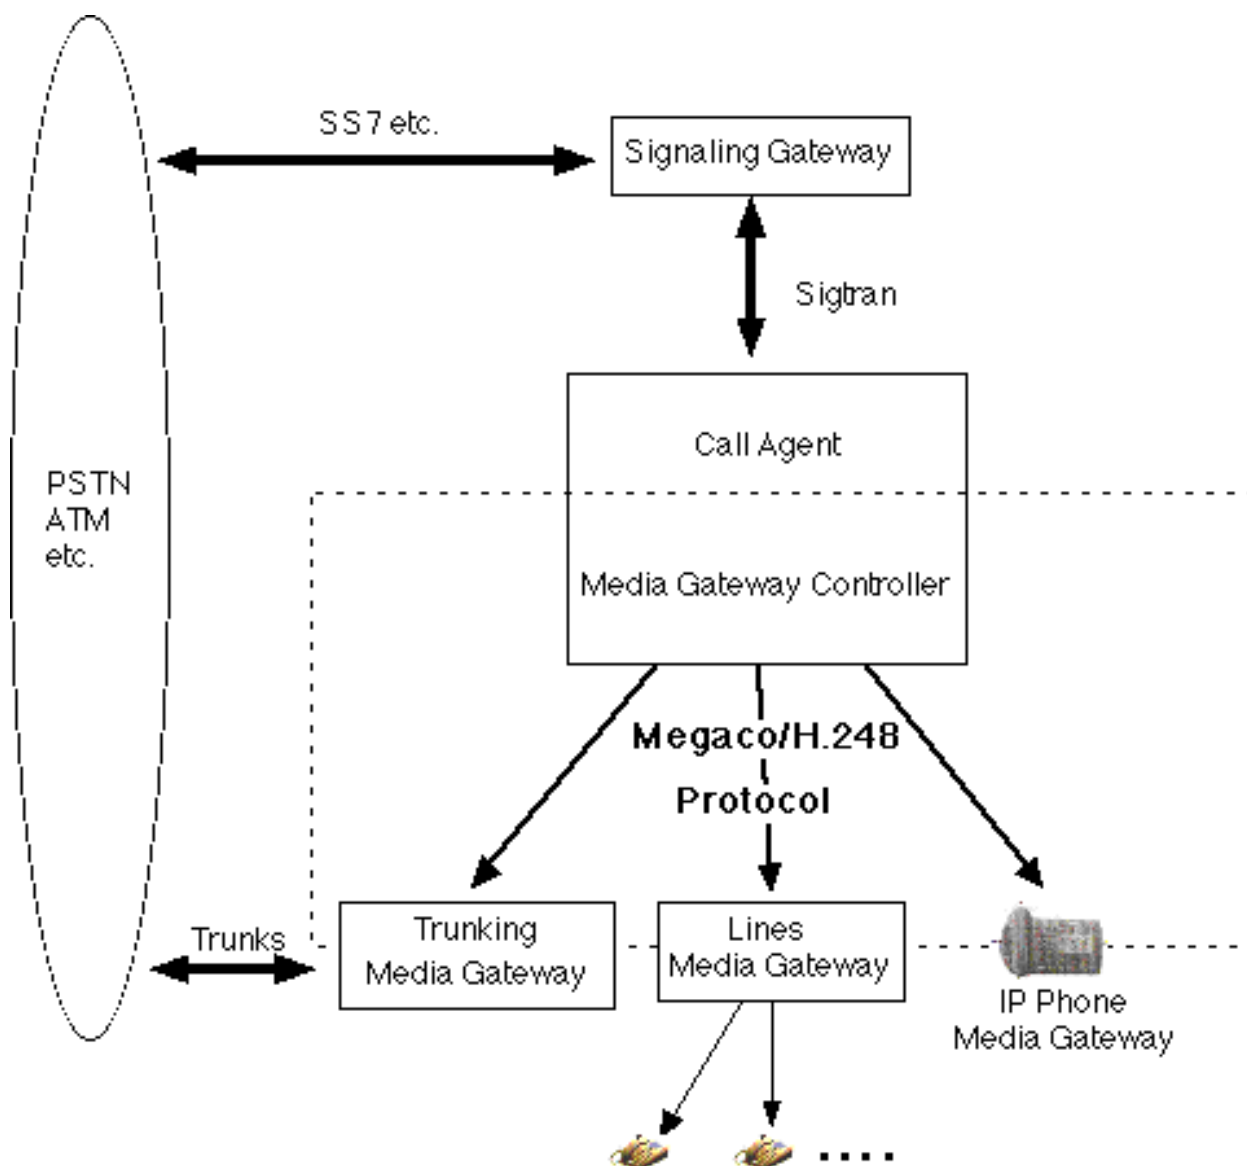 SS7 etc.
Signaling Gateway
Sigtran
Call Agent
PSTN
ATM
etc.
Media Gateway Controller
Megaco/H.248
Protocol
Trunks
Trunking
Media Gateway
Lines
Media Gateway
IP Phone
Media Gateway